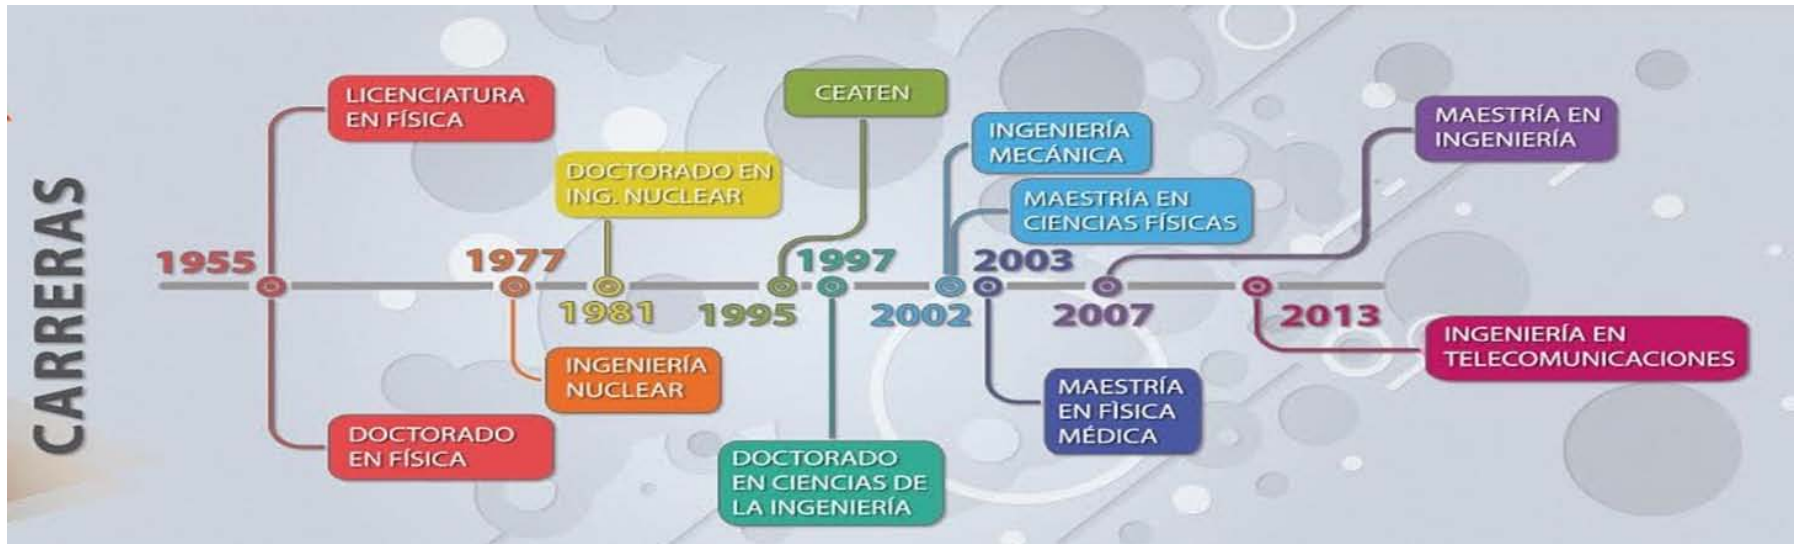 CARRERAS
1955
LICENCIATURA
EN FÍSICA
DOCTORADO
EN FÍSICA
1977
INGENIERÍA
NUCLEAR
DOCTORADO EN
ING. NUCLEAR
1981
CEATEN
1995
1997
DOCTORADO
EN CIENCIAS DE
LA INGENIERÍA
INGENIERÍA
MECÁNICA
MAESTRÍA EN
CIENCIAS FÍSICAS
2002
2003
MAESTRÍA
EN FÌSICA
MÉDICA
MAESTRÍA EN
INGENIERÍA
2007
2013
INGENIERÍA EN
TELECOMUNICACIONES